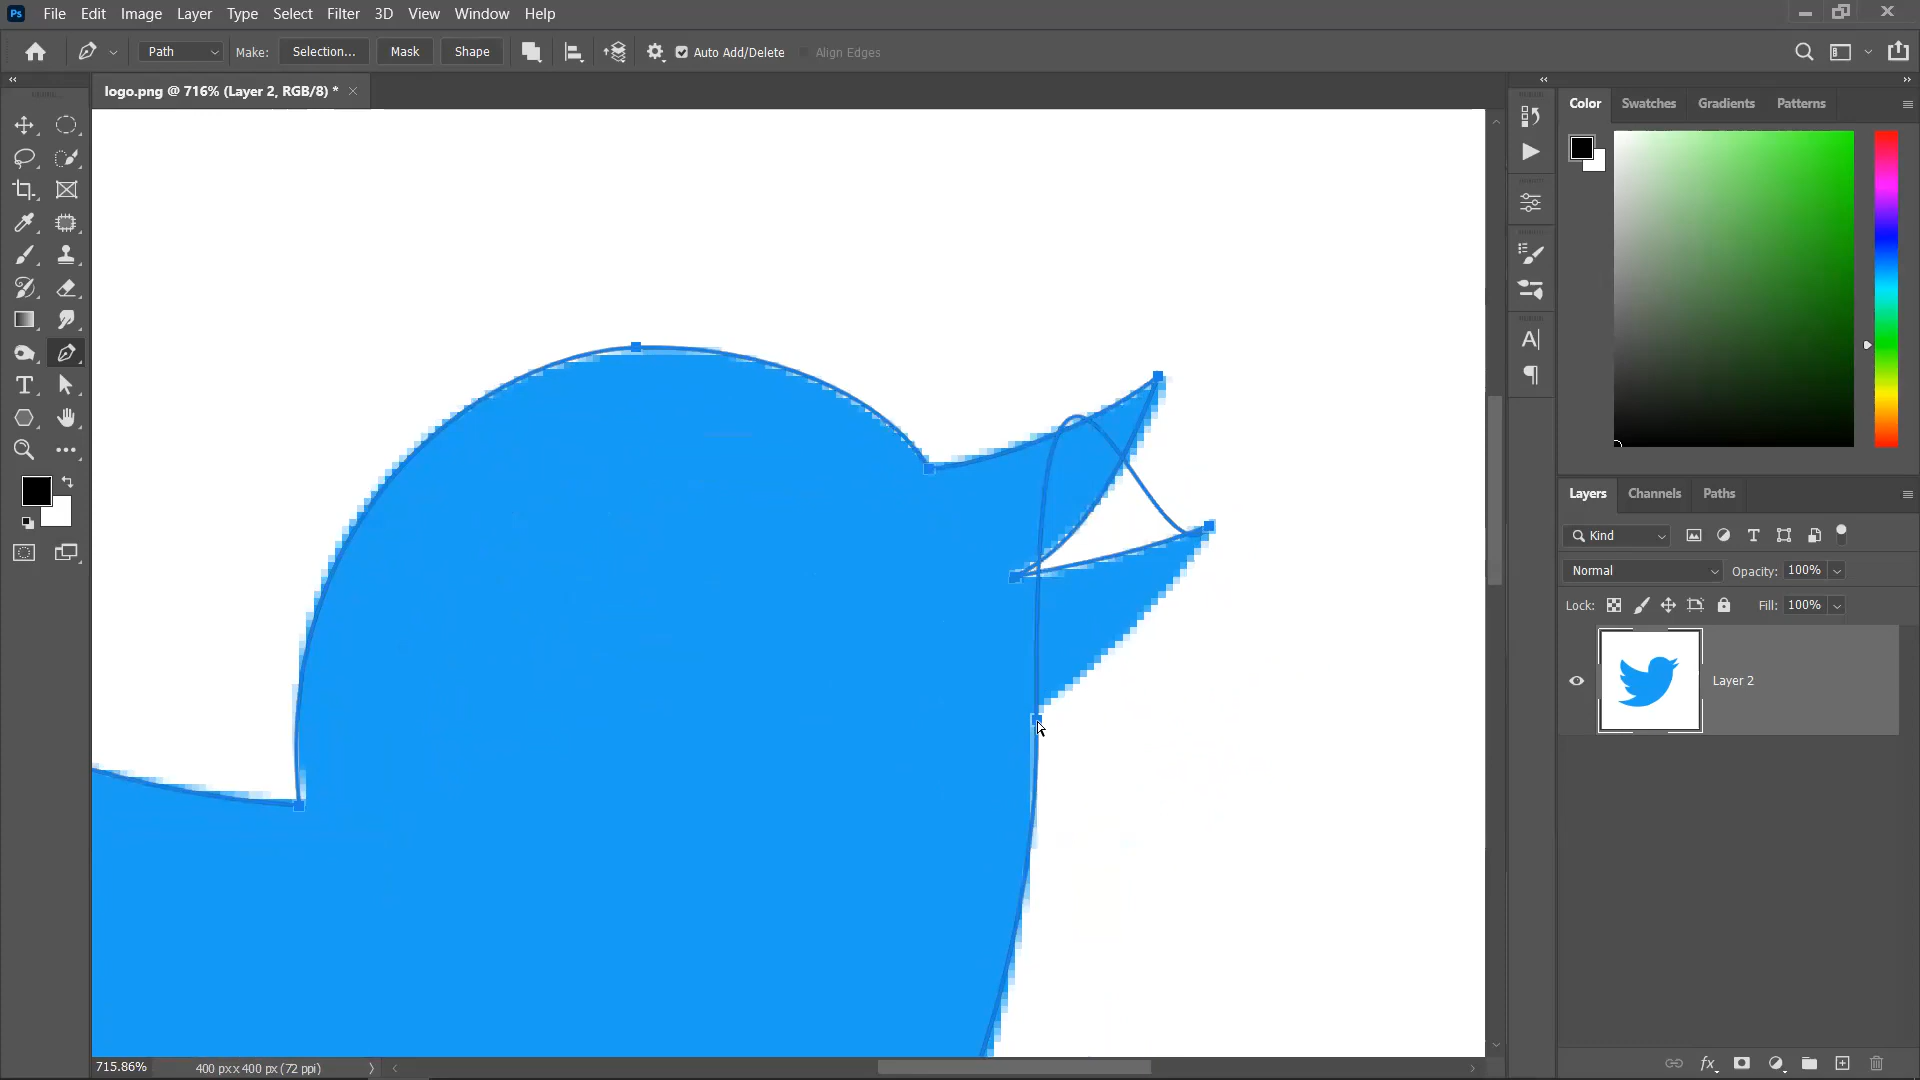 Ps File Edit Image Layer Type Select Filter 3D View Window Help
Path Make: Selection... Mask Shape Auto Add/Delete Align Edges
logo.png @ 716% (Layer 2, RGB/8) *
Color Swatches Gradients Patterns
Layers Channels Paths
Kind
Normal Opacity: 100%
Lock: Fill: 100%
Layer 2
715.86% 400 px x 400 px (72 ppi)